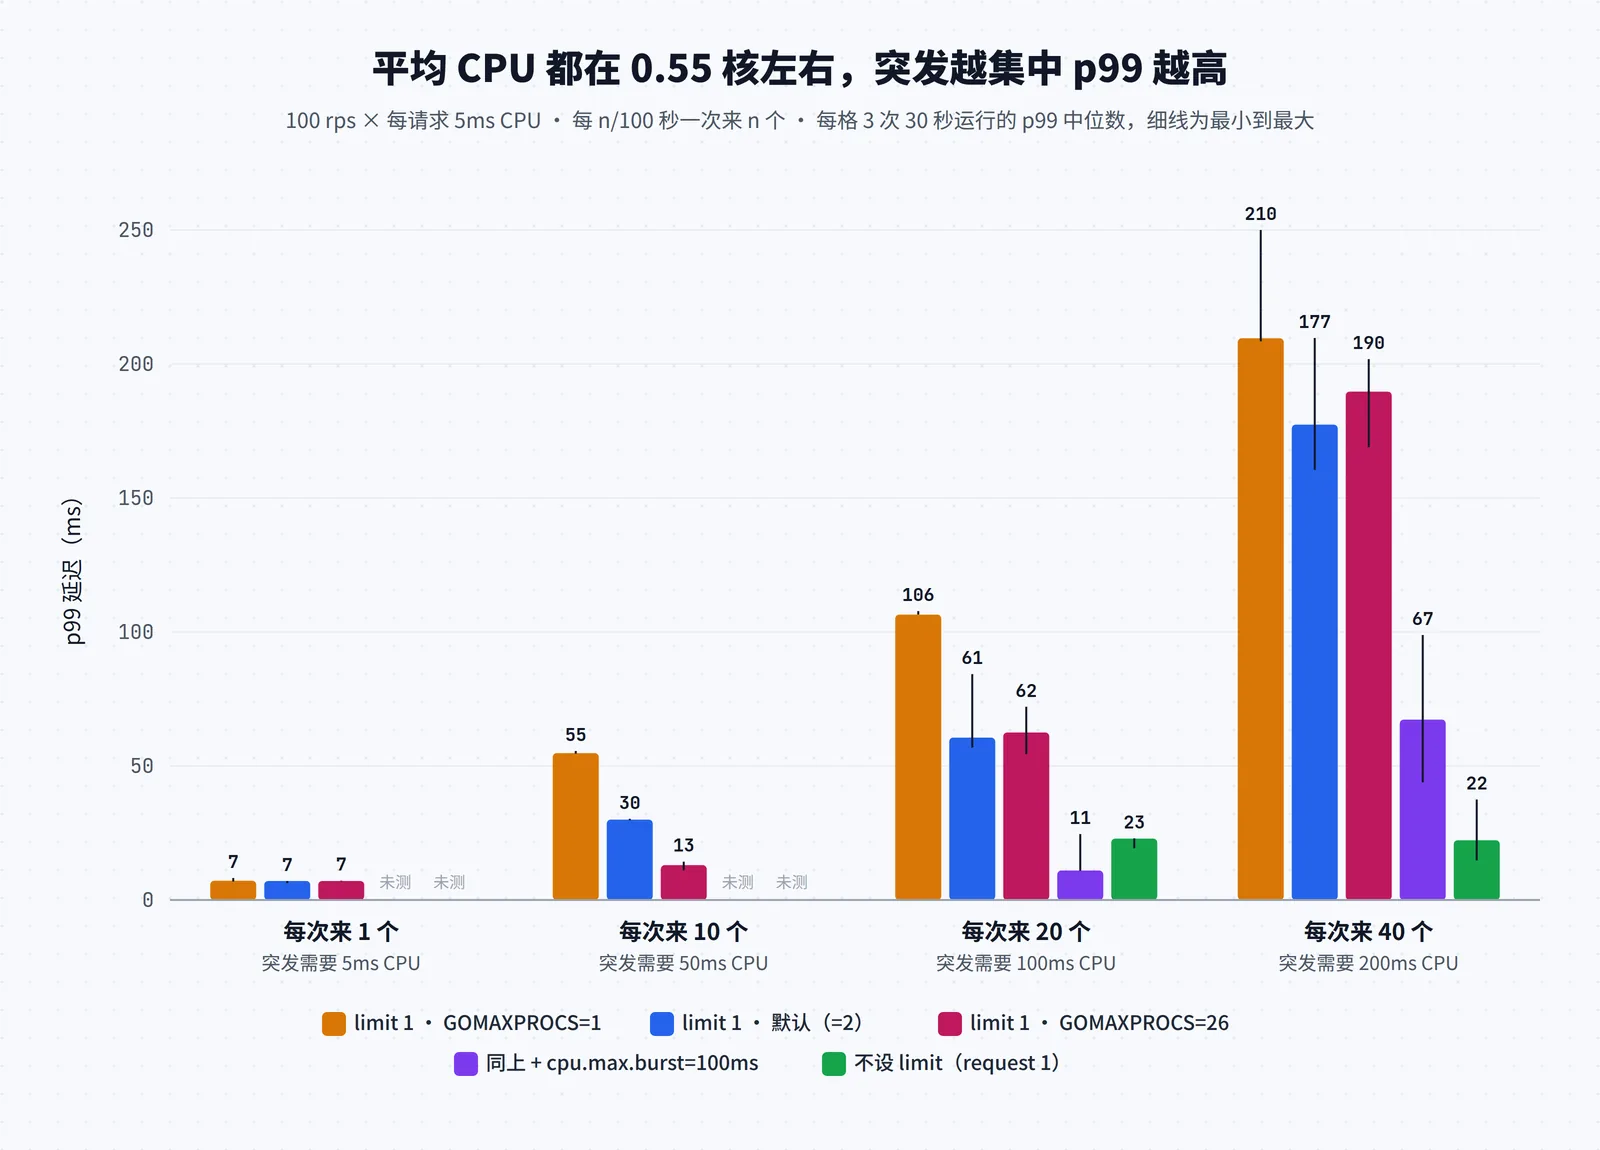 平均 CPU 都在 0.55 核左右，突发越集中 p99 越高
100 rps × 每请求 5ms CPU · 每 n/100 秒一次来 n 个 · 每格 3 次 30 秒运行的 p99 中位数，细线为最小到最大
p99 延迟（ms）
250
200
150
100
50
0
7
7
7
未测
未测
55
30
13
未测
未测
106
61
62
11
23
210
177
190
67
22
每次来 1 个
突发需要 5ms CPU
每次来 10 个
突发需要 50ms CPU
每次来 20 个
突发需要 100ms CPU
每次来 40 个
突发需要 200ms CPU
limit 1 · GOMAXPROCS=1
limit 1 · 默认（=2）
limit 1 · GOMAXPROCS=26
同上 + cpu.max.burst=100ms
不设 limit（request 1）